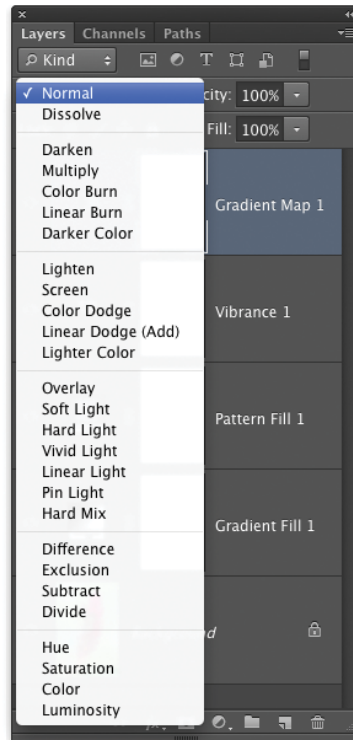 Layers Channels Paths
Kind
✓ Normal
Dissolve
city: 100%
Fill: 100%
Darken
Multiply
Color Burn
Linear Burn
Darker Color
Gradient Map 1
Lighten
Screen
Color Dodge
Linear Dodge (Add)
Lighter Color
Vibrance 1
Overlay
Soft Light
Hard Light
Vivid Light
Linear Light
Pin Light
Hard Mix
Pattern Fill 1
Difference
Exclusion
Subtract
Divide
Gradient Fill 1
Hue
Saturation
Color
Luminosity